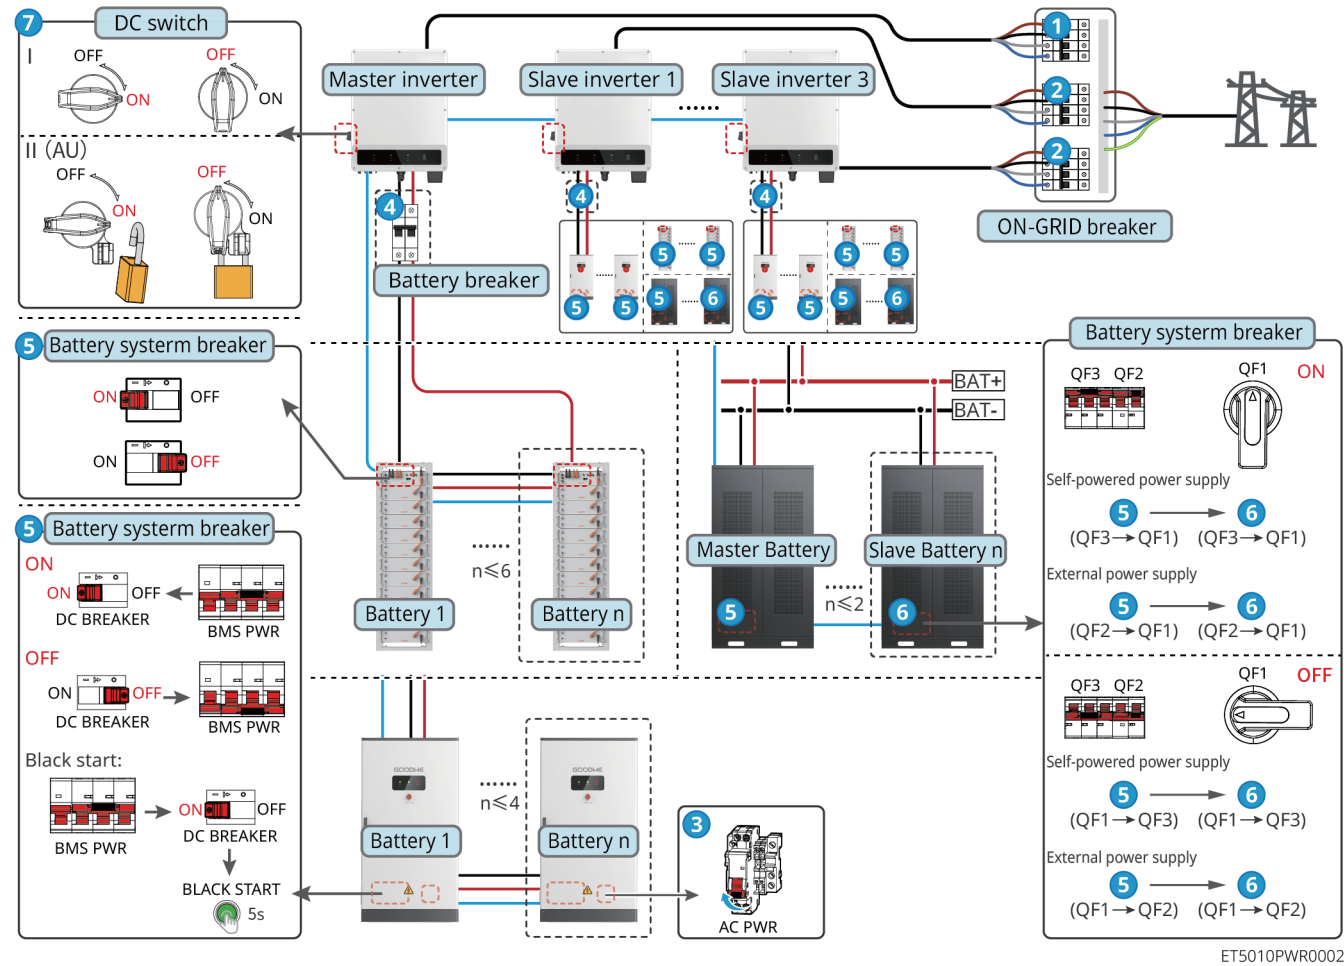 7
DC switch
I
OFF
ON
OFF
ON
II (AU)
OFF
ON
OFF
ON
Master inverter
Slave inverter 1
Slave inverter 3
1
2
2
ON-GRID breaker
4
Battery breaker
4
4
5
5
5
5
5
6
5
5
5
5
5
6
5
Battery systerm breaker
ON
OFF
ON
OFF
5
Battery systerm breaker
ON
ON
OFF
DC BREAKER
BMS PWR
OFF
ON
OFF
DC BREAKER
BMS PWR
Black start:
BMS PWR
ON
OFF
DC BREAKER
BLACK START
5s
n≤6
Battery 1
Battery n
BAT+
BAT-
Master Battery
Slave Battery n
n≤2
5
6
GOODWE
GOODWE
n≤4
Battery 1
Battery n
3
AC PWR
Battery systerm breaker
QF3 QF2
QF1
ON
Self-powered power supply
5 → 6
(QF3→QF1) (QF3→QF1)
External power supply
5 → 6
(QF2→QF1) (QF2→QF1)
QF3 QF2
QF1
OFF
Self-powered power supply
5 → 6
(QF1→QF3) (QF1→QF3)
External power supply
5 → 6
(QF1→QF2) (QF1→QF2)
ET5010PWR0002